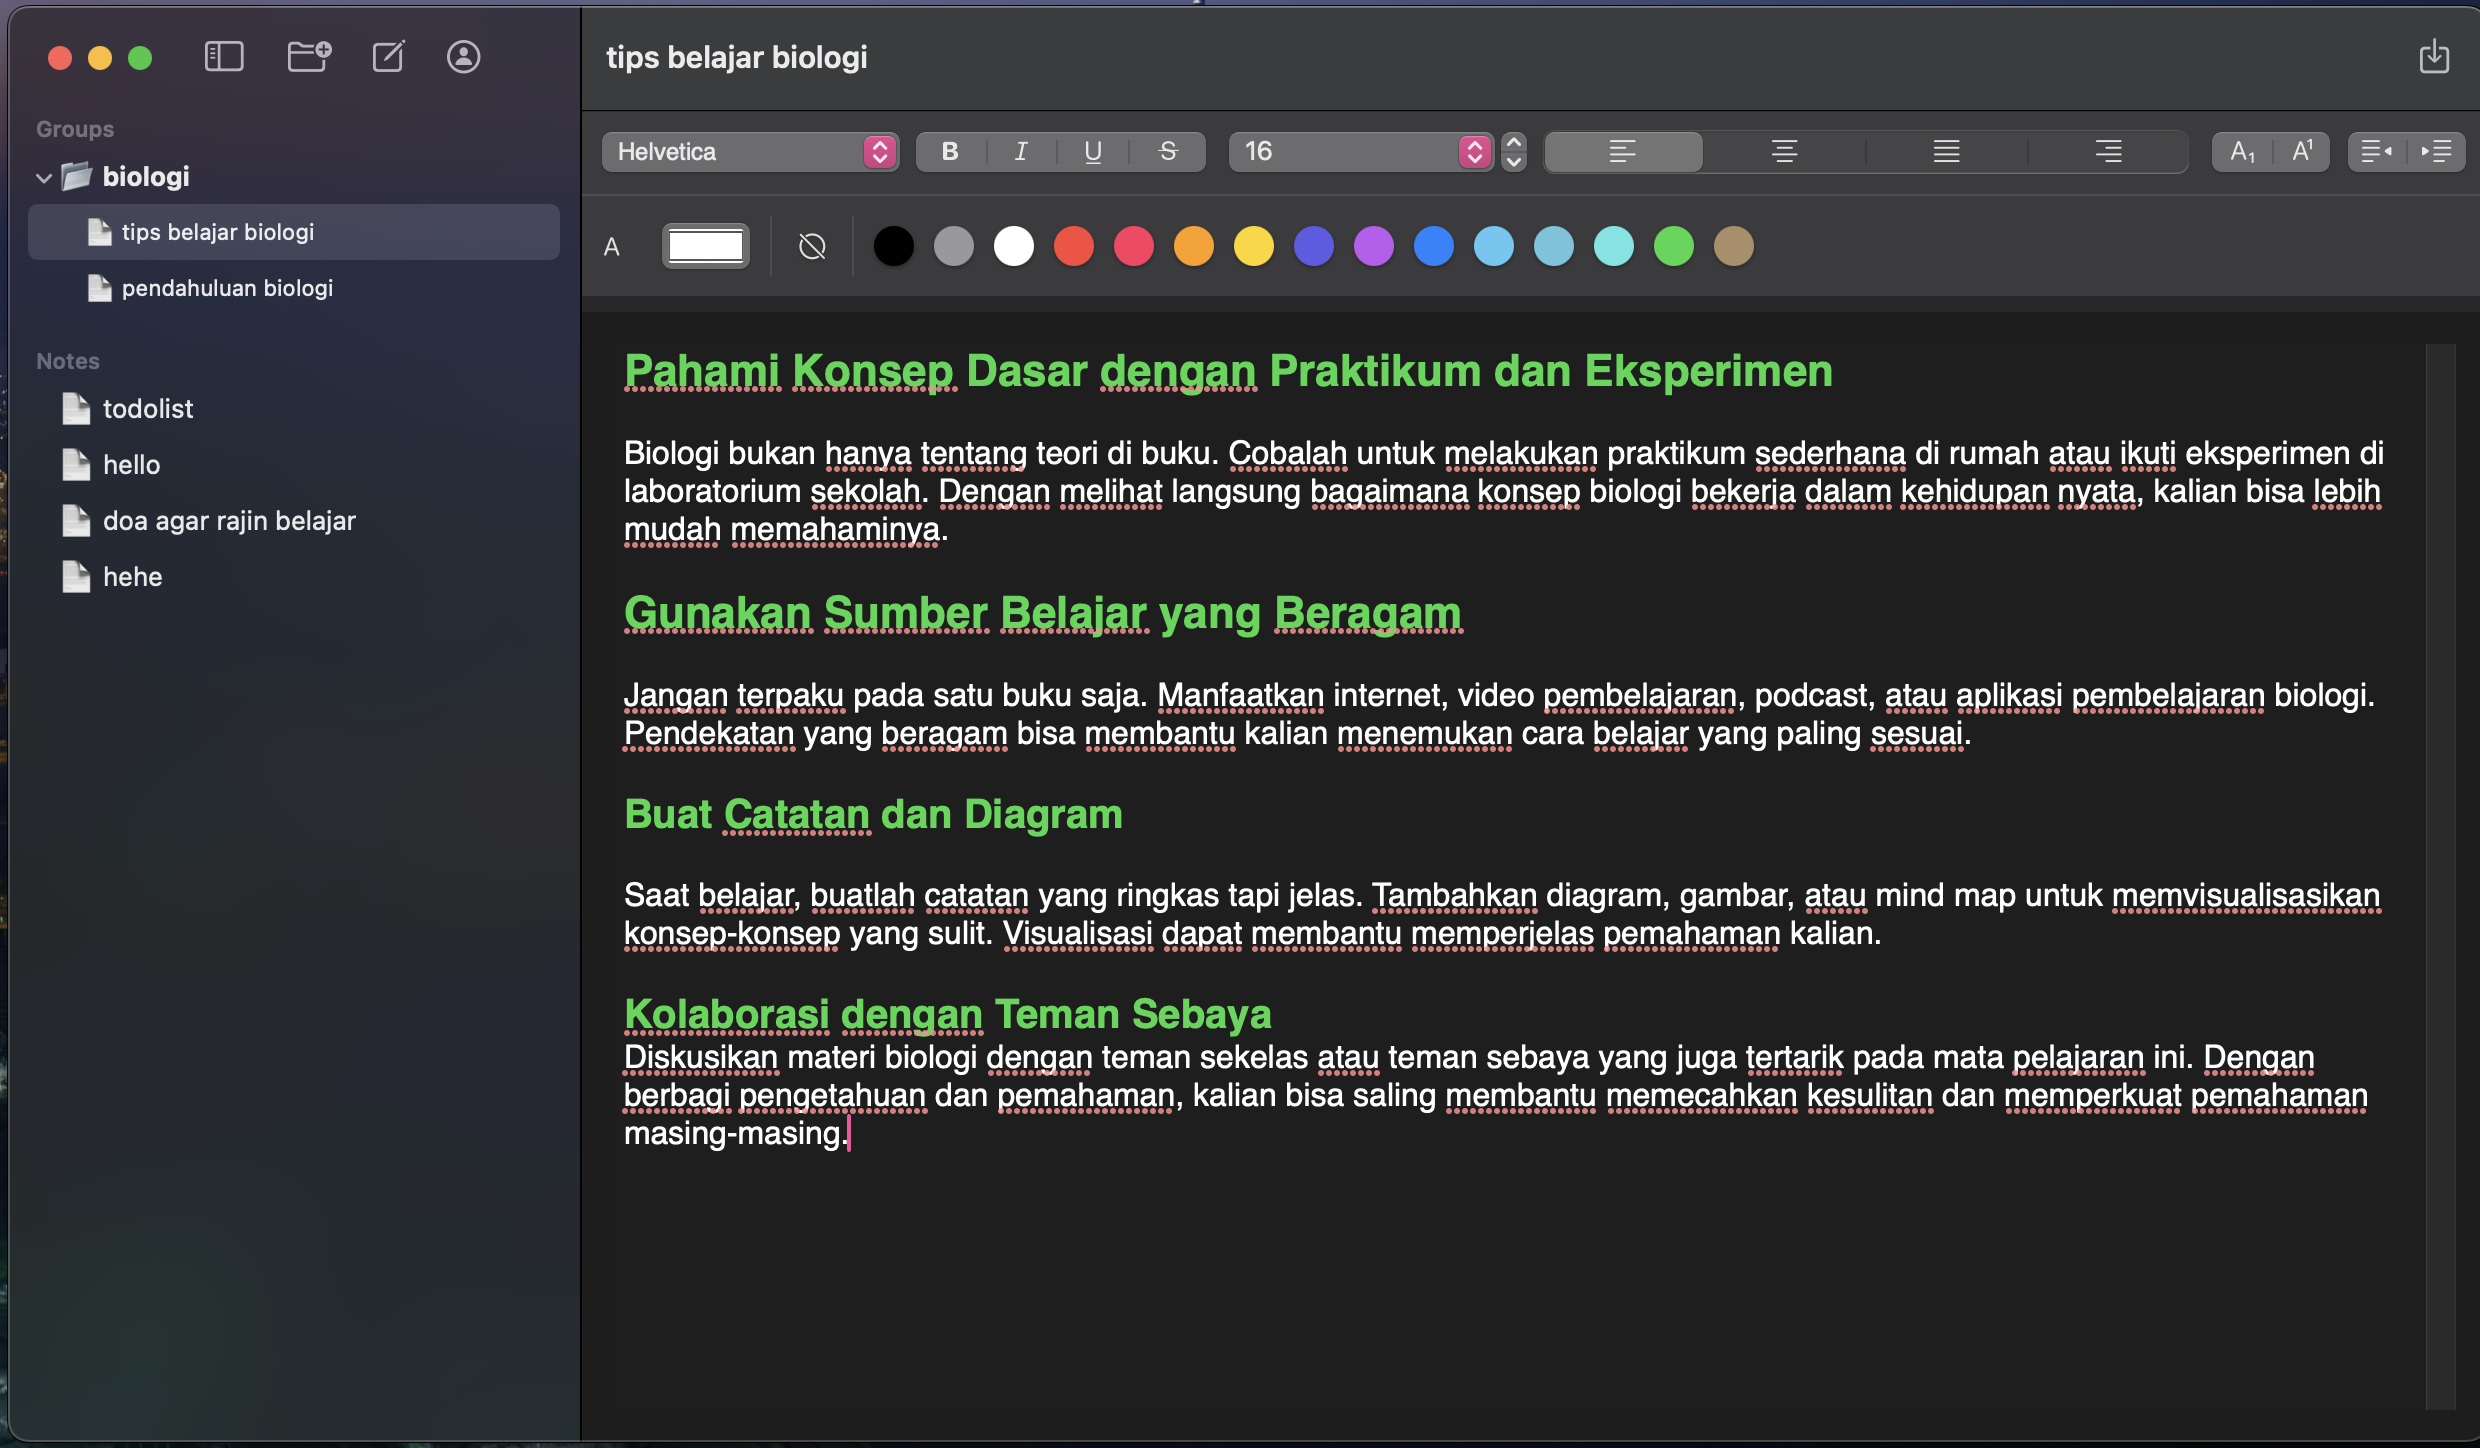 tips belajar biologi
Groups
biologi
tips belajar biologi
pendahuluan biologi
Notes
todolist
hello
doa agar rajin belajar
hehe
Helvetica
B I U S
16
A1 A1
A
Pahami Konsep Dasar dengan Praktikum dan Eksperimen
Biologi bukan hanya tentang teori di buku. Cobalah untuk melakukan praktikum sederhana di rumah atau ikuti eksperimen di
laboratorium sekolah. Dengan melihat langsung bagaimana konsep biologi bekerja dalam kehidupan nyata, kalian bisa lebih
mudah memahaminya.
Gunakan Sumber Belajar yang Beragam
Jangan terpaku pada satu buku saja. Manfaatkan internet, video pembelajaran, podcast, atau aplikasi pembelajaran biologi.
Pendekatan yang beragam bisa membantu kalian menemukan cara belajar yang paling sesuai.
Buat Catatan dan Diagram
Saat belajar, buatlah catatan yang ringkas tapi jelas. Tambahkan diagram, gambar, atau mind map untuk memvisualisasikan
konsep-konsep yang sulit. Visualisasi dapat membantu memperjelas pemahaman kalian.
Kolaborasi dengan Teman Sebaya
Diskusikan materi biologi dengan teman sekelas atau teman sebaya yang juga tertarik pada mata pelajaran ini. Dengan
berbagi pengetahuan dan pemahaman, kalian bisa saling membantu memecahkan kesulitan dan memperkuat pemahaman
masing-masing.